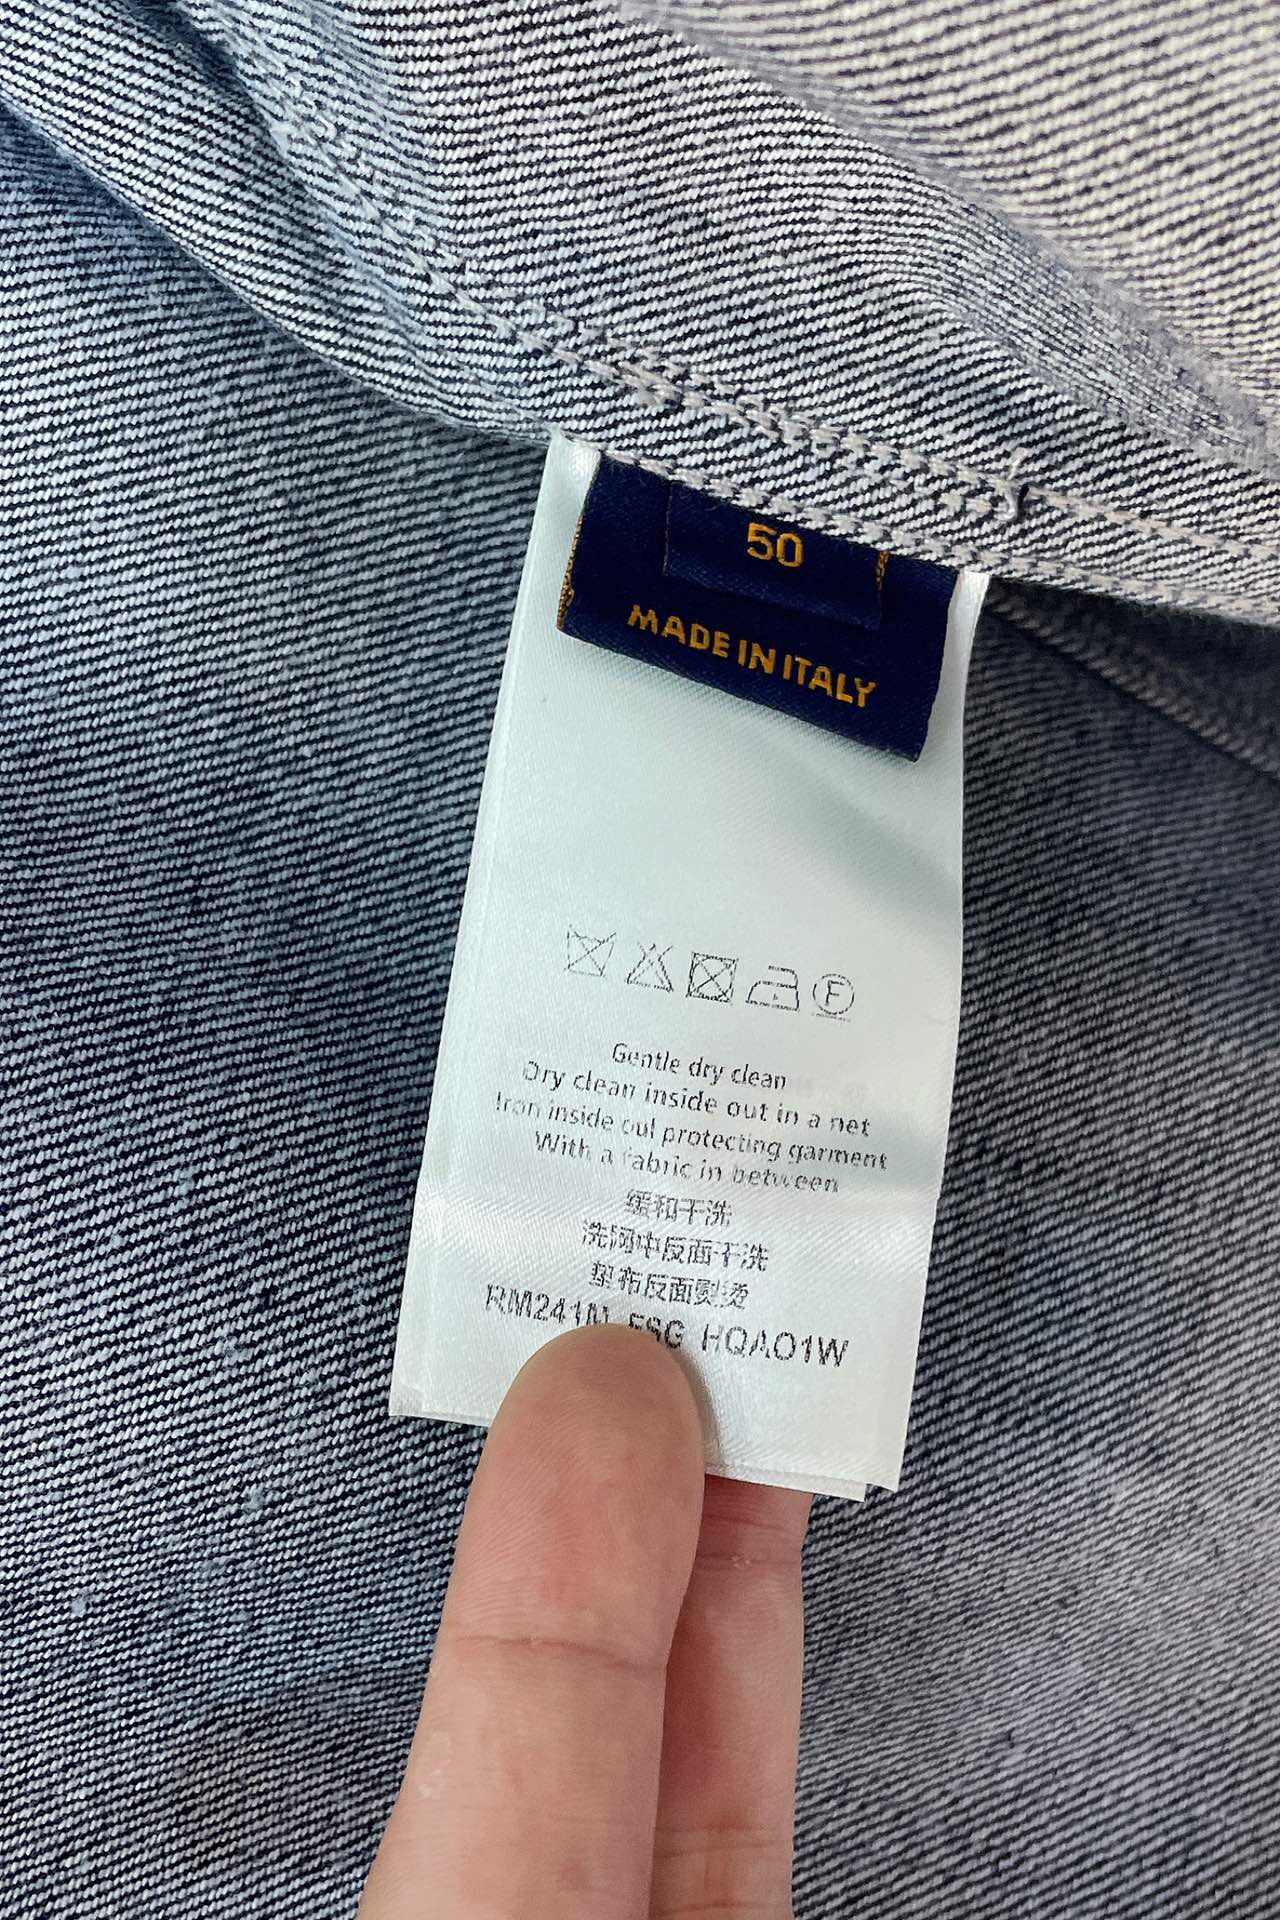 50
MADE IN ITALY
F
Gentle dry clean
Dry clean inside out in a net
Iron inside oul protecting garment
With a fabric in between
缓和干洗
洗网中反面干洗
垫布反面熨烫
HQAO1W